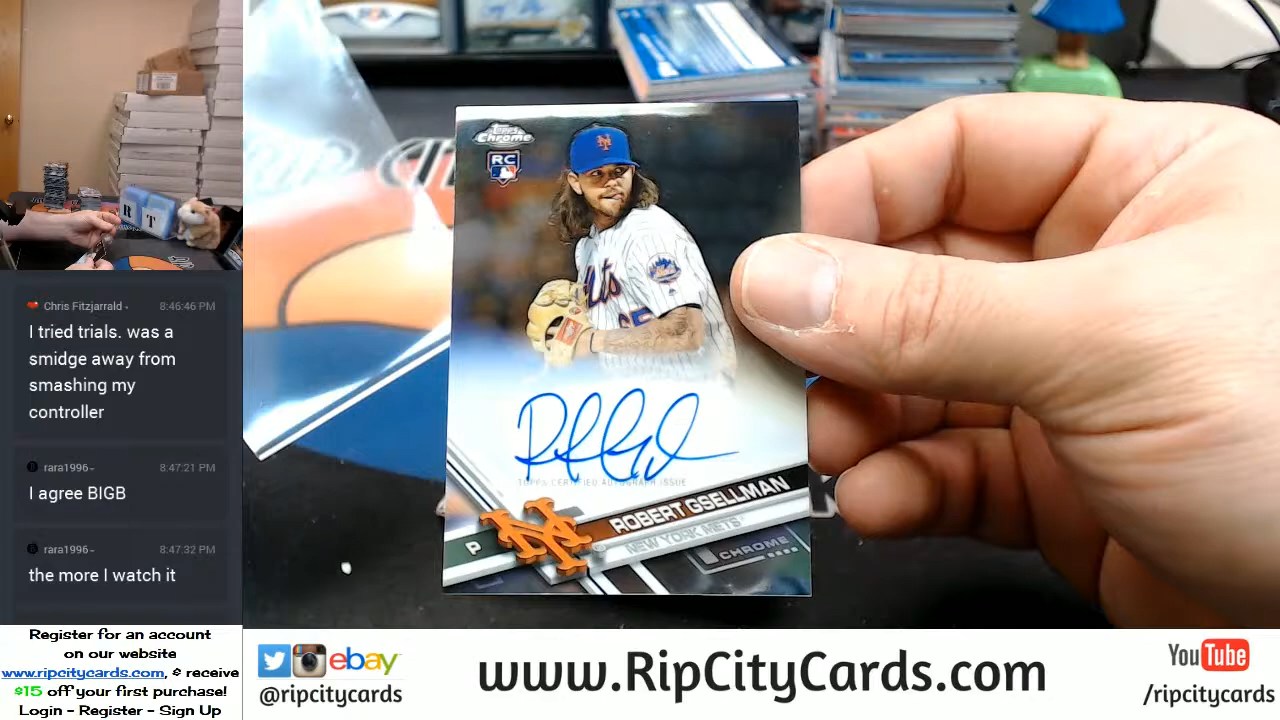 R T
Chris Fitzjarrald 8:46:46 PM
I tried trials. was a
smidge away from
smashing my
controller
rara1996 8:47:21 PM
I agree BIGB
rara1996 8:47:32 PM
the more I watch it
Register for an account
on our website
www.ripcitycards.com, & receive
$15 off your first purchase!
Login - Register - Sign Up
Topps
Chrome
RC
Mets
65
TOPPS CERTIFIED AUTOGRAPH ISSUE
P NY ROBERT GSELLMAN
NEW YORK METS
CHROME
ebay
@ripcitycards
www.RipCityCards.com
YouTube
/ripcitycards